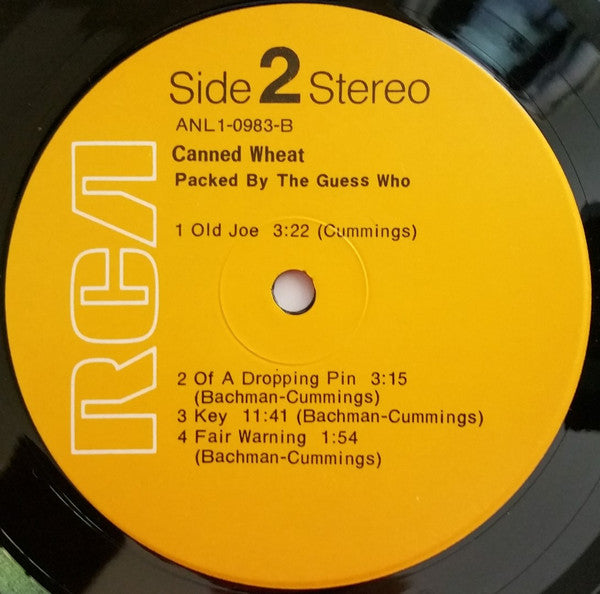 Side 2 Stereo
ANL1-0983-B
Canned Wheat
Packed By The Guess Who
RCA
1 Old Joe 3:22 (Cummings)
2 Of A Dropping Pin 3:15
(Bachman-Cummings)
3 Key 11:41 (Bachman-Cummings)
4 Fair Warning 1:54
(Bachman-Cummings)